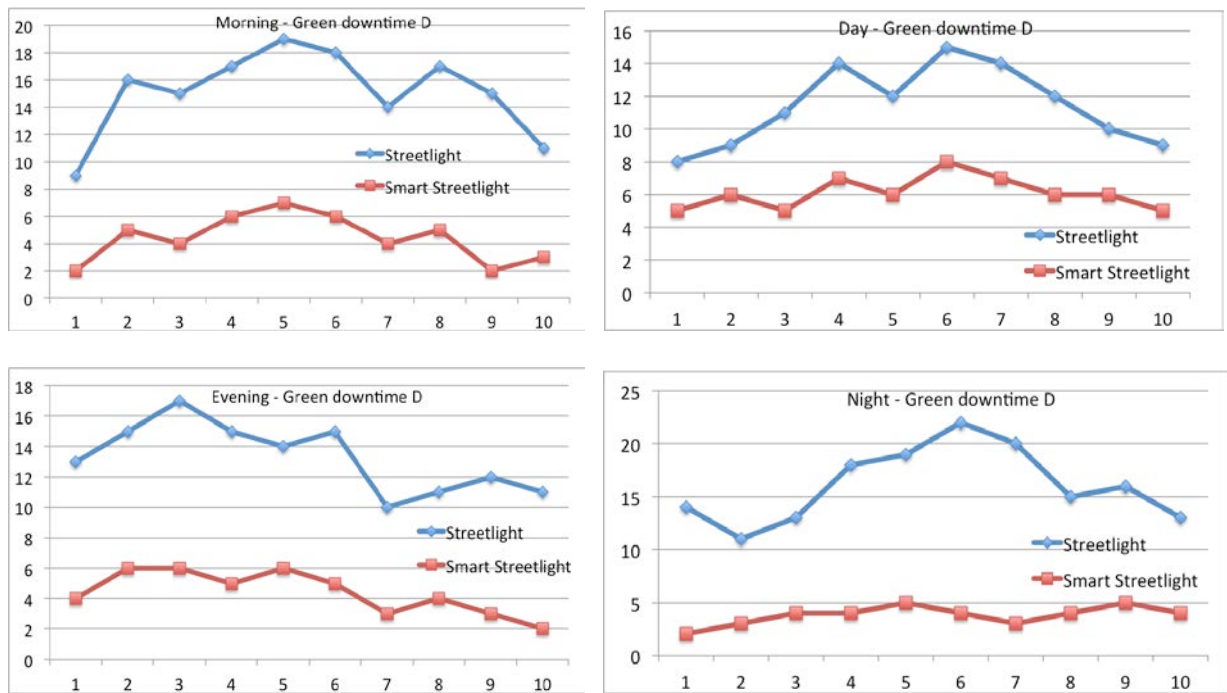 Morning - Green downtime D
20
18
16
14
12
10
8
6
4
2
0
Streetlight
Smart Streetlight
1 2 3 4 5 6 7 8 9 10
Day - Green downtime D
16
14
12
10
8
6
4
2
0
Streetlight
Smart Streetlight
1 2 3 4 5 6 7 8 9 10
Evening - Green downtime D
18
16
14
12
10
8
6
4
2
0
Streetlight
Smart Streetlight
1 2 3 4 5 6 7 8 9 10
Night - Green downtime D
25
20
15
10
5
0
Streetlight
Smart Streetlight
1 2 3 4 5 6 7 8 9 10